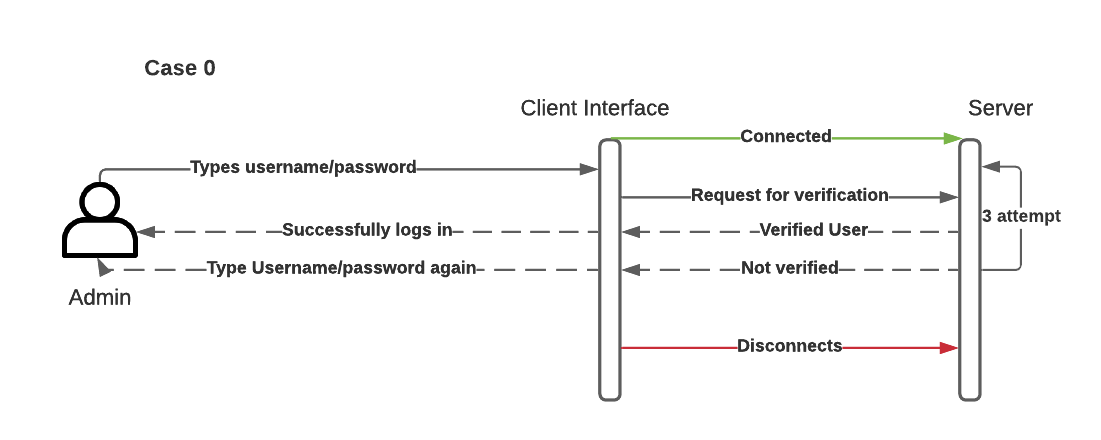 Case 0
Client Interface
Server
Connected
Types username/password
Request for verification
3 attempt
Successfully logs in
Verified User
Type Username/password again
Not verified
Admin
Disconnects